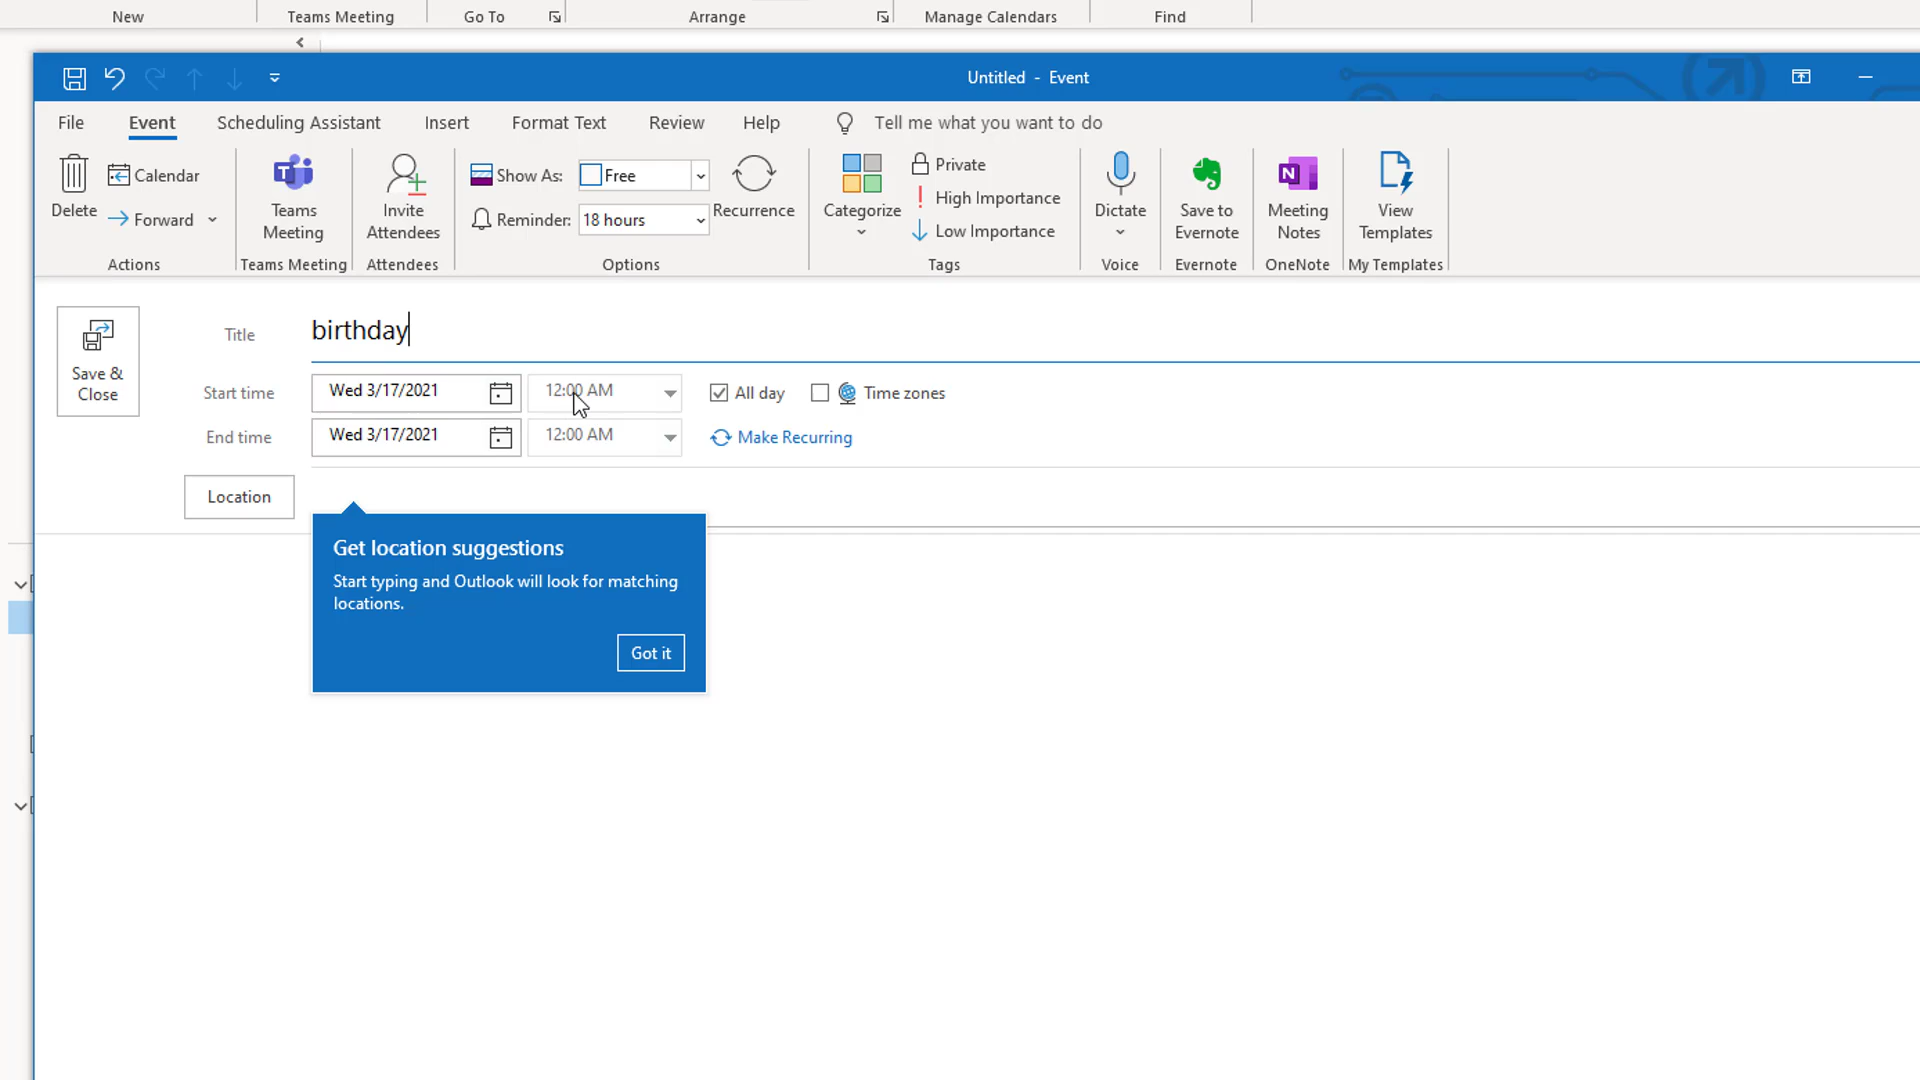 New Teams Meeting Go To Arrange Manage Calendars Find
Untitled - Event
File Event Scheduling Assistant Insert Format Text Review Help Tell me what you want to do
Delete
Calendar
Forward
Actions
Teams
Meeting
Teams Meeting
Invite
Attendees
Attendees
Show As: Free
Reminder: 18 hours
Recurrence
Options
Categorize
Private
High Importance
Low Importance
Tags
Dictate
Voice
Save to
Evernote
Evernote
Meeting
Notes
OneNote
View
Templates
My Templates
Save &
Close
Title birthday
Start time Wed 3/17/2021 12:00 AM All day Time zones
End time Wed 3/17/2021 12:00 AM Make Recurring
Location
Get location suggestions
Start typing and Outlook will look for matching
locations.
Got it